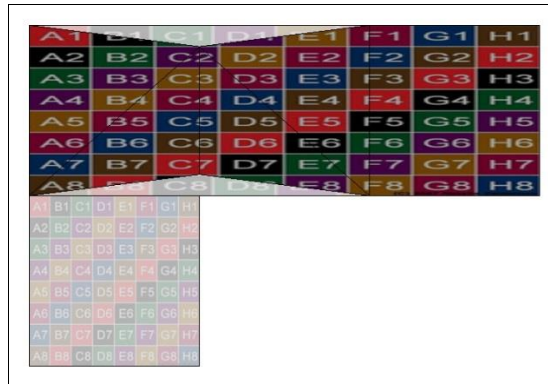 A1 B1 C1 D1 E1 F1 G1 H1
A2 B2 C2 D2 E2 F2 G2 H2
A3 B3 C3 D3 E3 F3 G3 H3
A4 B4 C4 D4 E4 F4 G4 H4
A5 B5 C5 D5 E5 F5 G5 H5
A6 B6 C6 D6 E6 F6 G6 H6
A7 B7 C7 D7 E7 F7 G7 H7
A8 B8 C8 D8 E8 F8 G8 H8
A1 B1 C1 D1 E1 F1 G1 H1
A2 B2 C2 D2 E2 F2 G2 H2
A3 B3 C3 D3 E3 F3 G3 H3
A4 B4 C4 D4 E4 F4 G4 H4
A5 B5 C5 D5 E5 F5 G5 H5
A6 B6 C6 D6 E6 F6 G6 H6
A7 B7 C7 D7 E7 F7 G7 H7
A8 B8 C8 D8 E8 F8 G8 H8